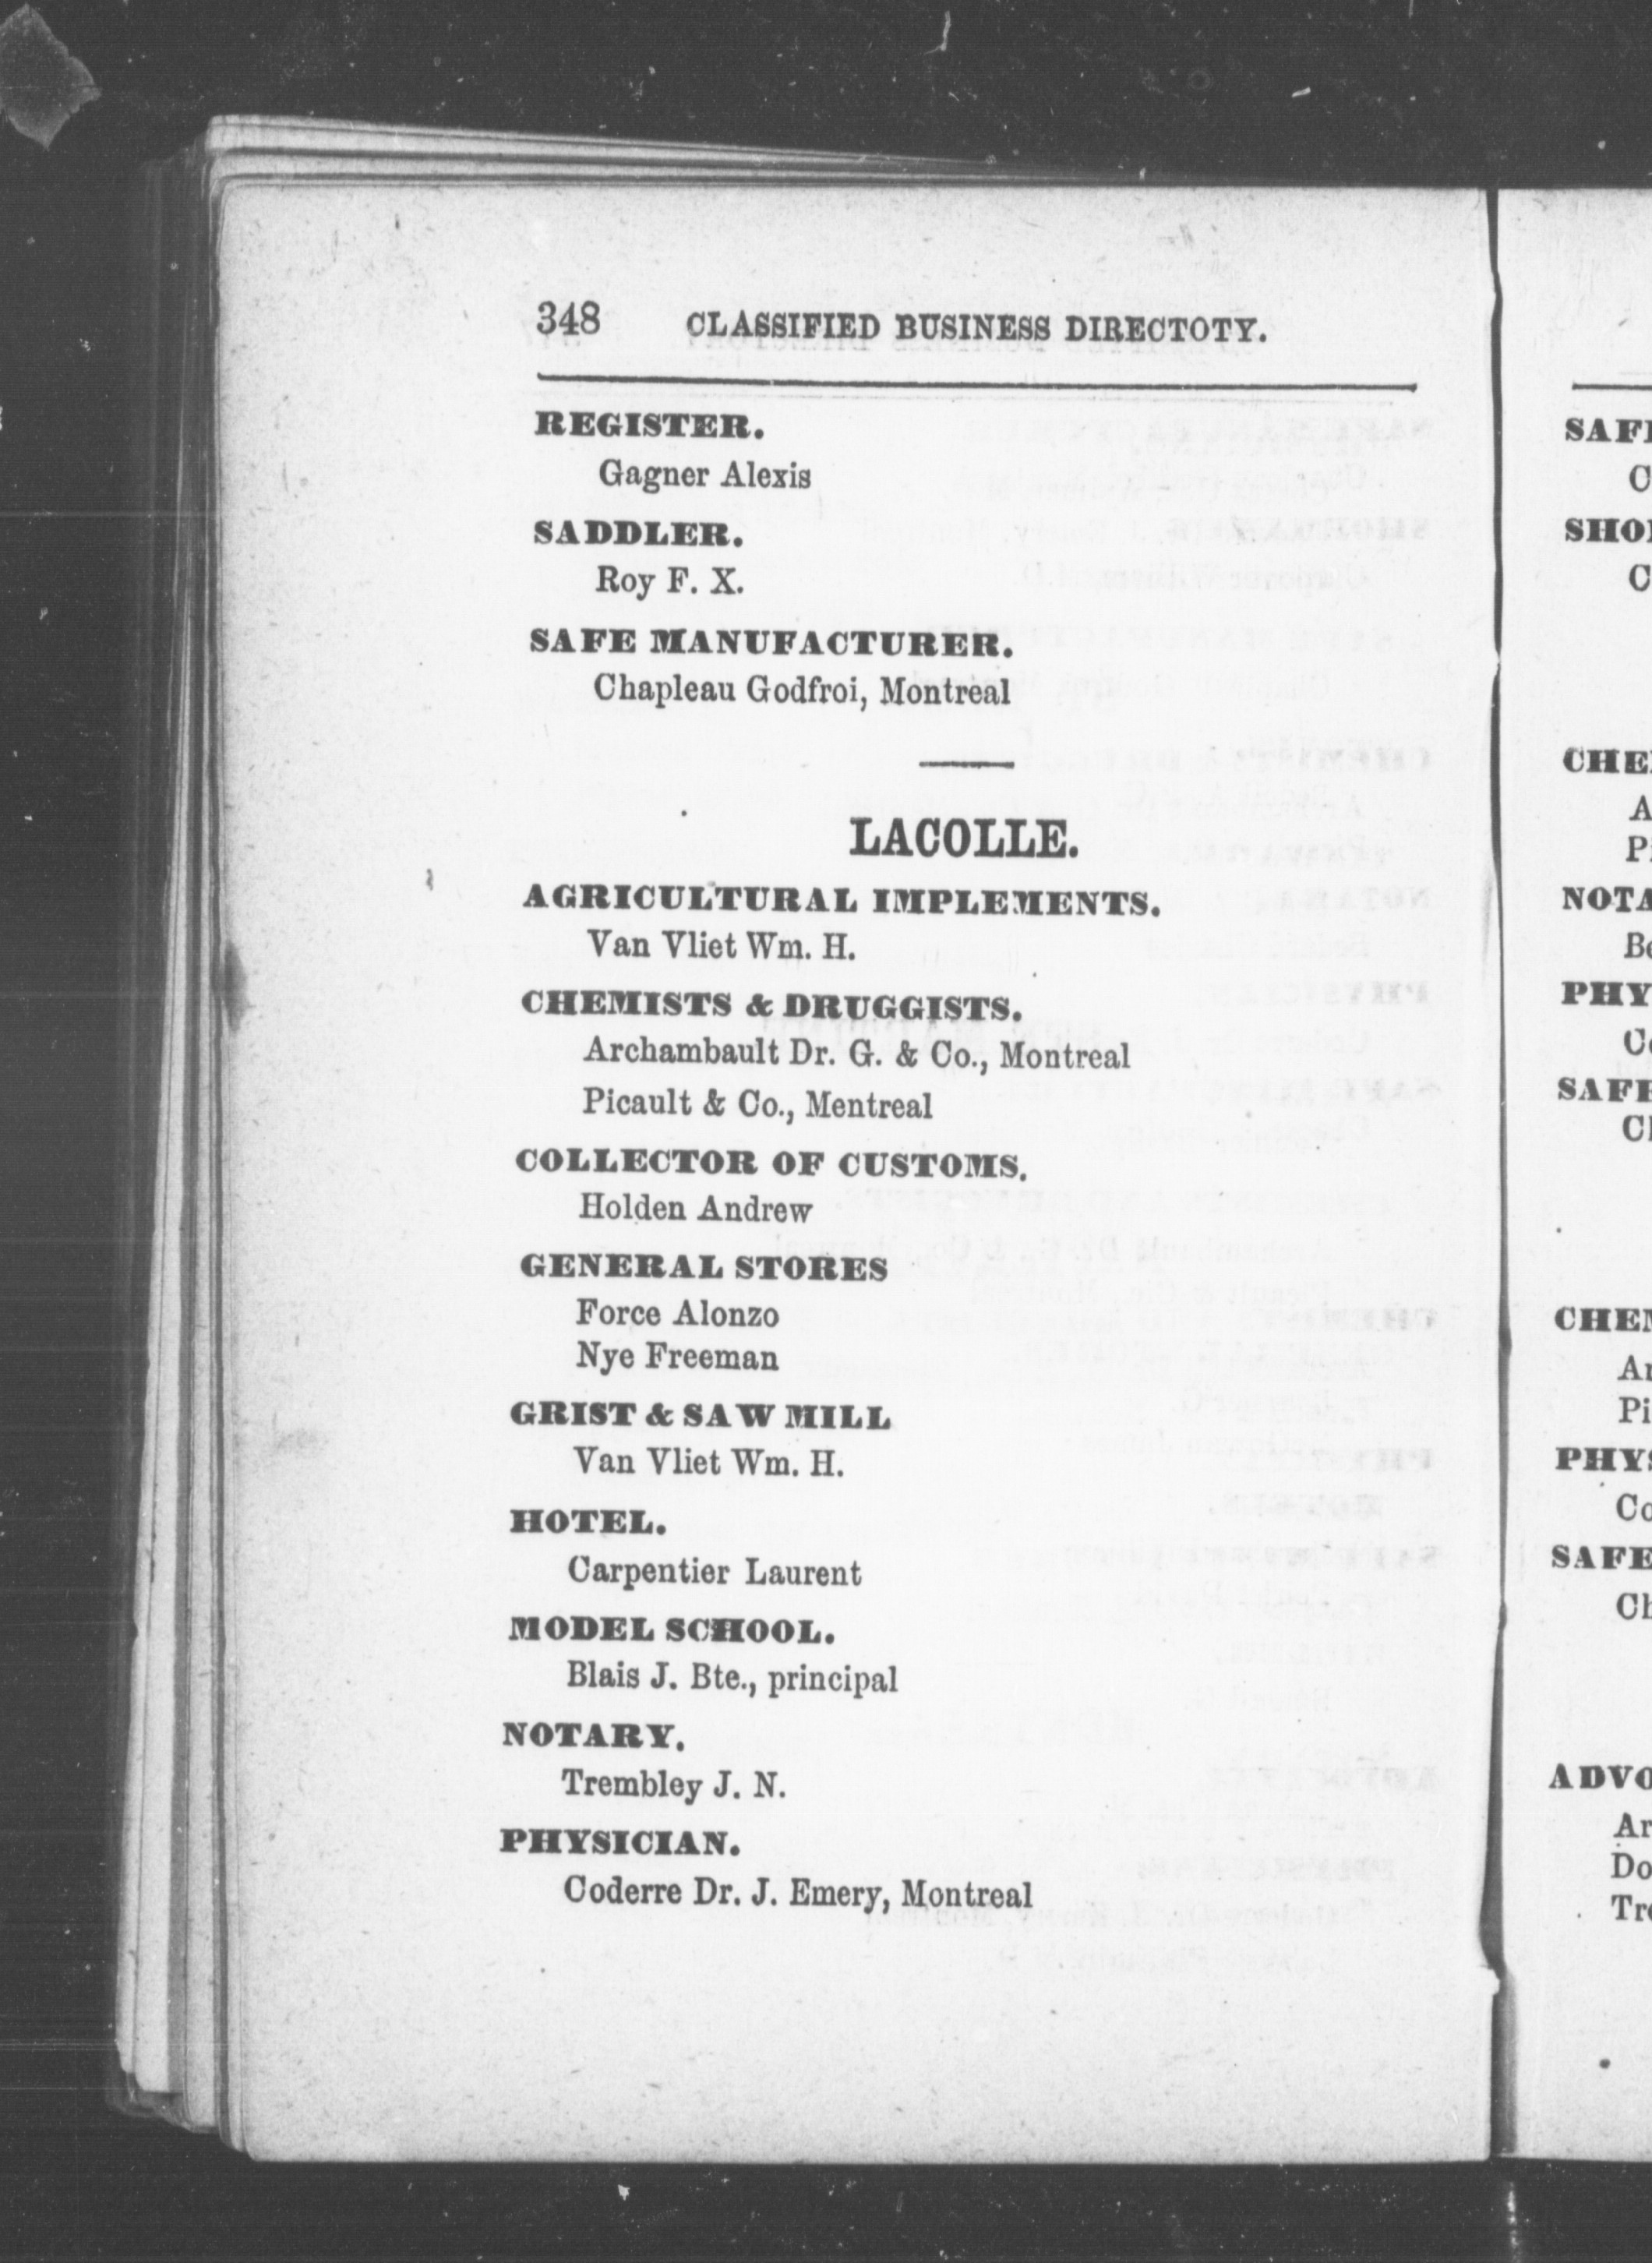 348 CLASSIFIED BUSINESS DIRECTOTY.
REGISTER.
Gagner Alexis
SADDLER.
Roy F. X.
SAFE MANUFACTURER.
Chapleau Godfroi, Montreal
LACOLLE.
AGRICULTURAL IMPLEMENTS.
Van Vliet Wm. H.
CHEMISTS & DRUGGISTS.
Archambault Dr. G. & Co., Montreal
Picault & Co., Mentreal
COLLECTOR OF CUSTOMS.
Holden Andrew
GENERAL STORES
Force Alonzo
Nye Freeman
GRIST & SAW MILL
Van Vliet Wm. H.
HOTEL.
Carpentier Laurent
MODEL SCHOOL.
Blais J. Bte., principal
NOTARY.
Trembley J. N.
PHYSICIAN.
Coderre Dr. J. Emery, Montreal